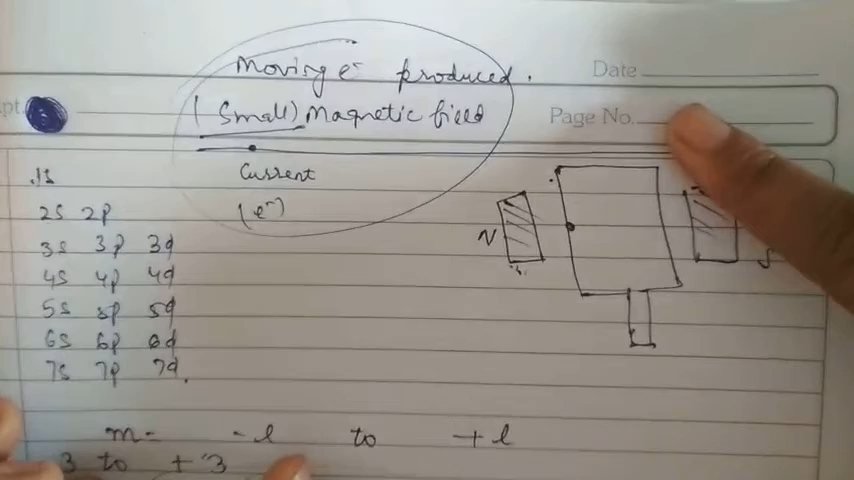 Moving e⁻ produced.
(Small) Magnetic field
Date
Page No.
pt.
Current
(e⁻)
1s
2s 2p
3s 3p 3d
4s 4p 4d
5s 5p 5d
6s 6p 6d
7s 7p 7d.
N
S
m = -l to +l
3 to +3